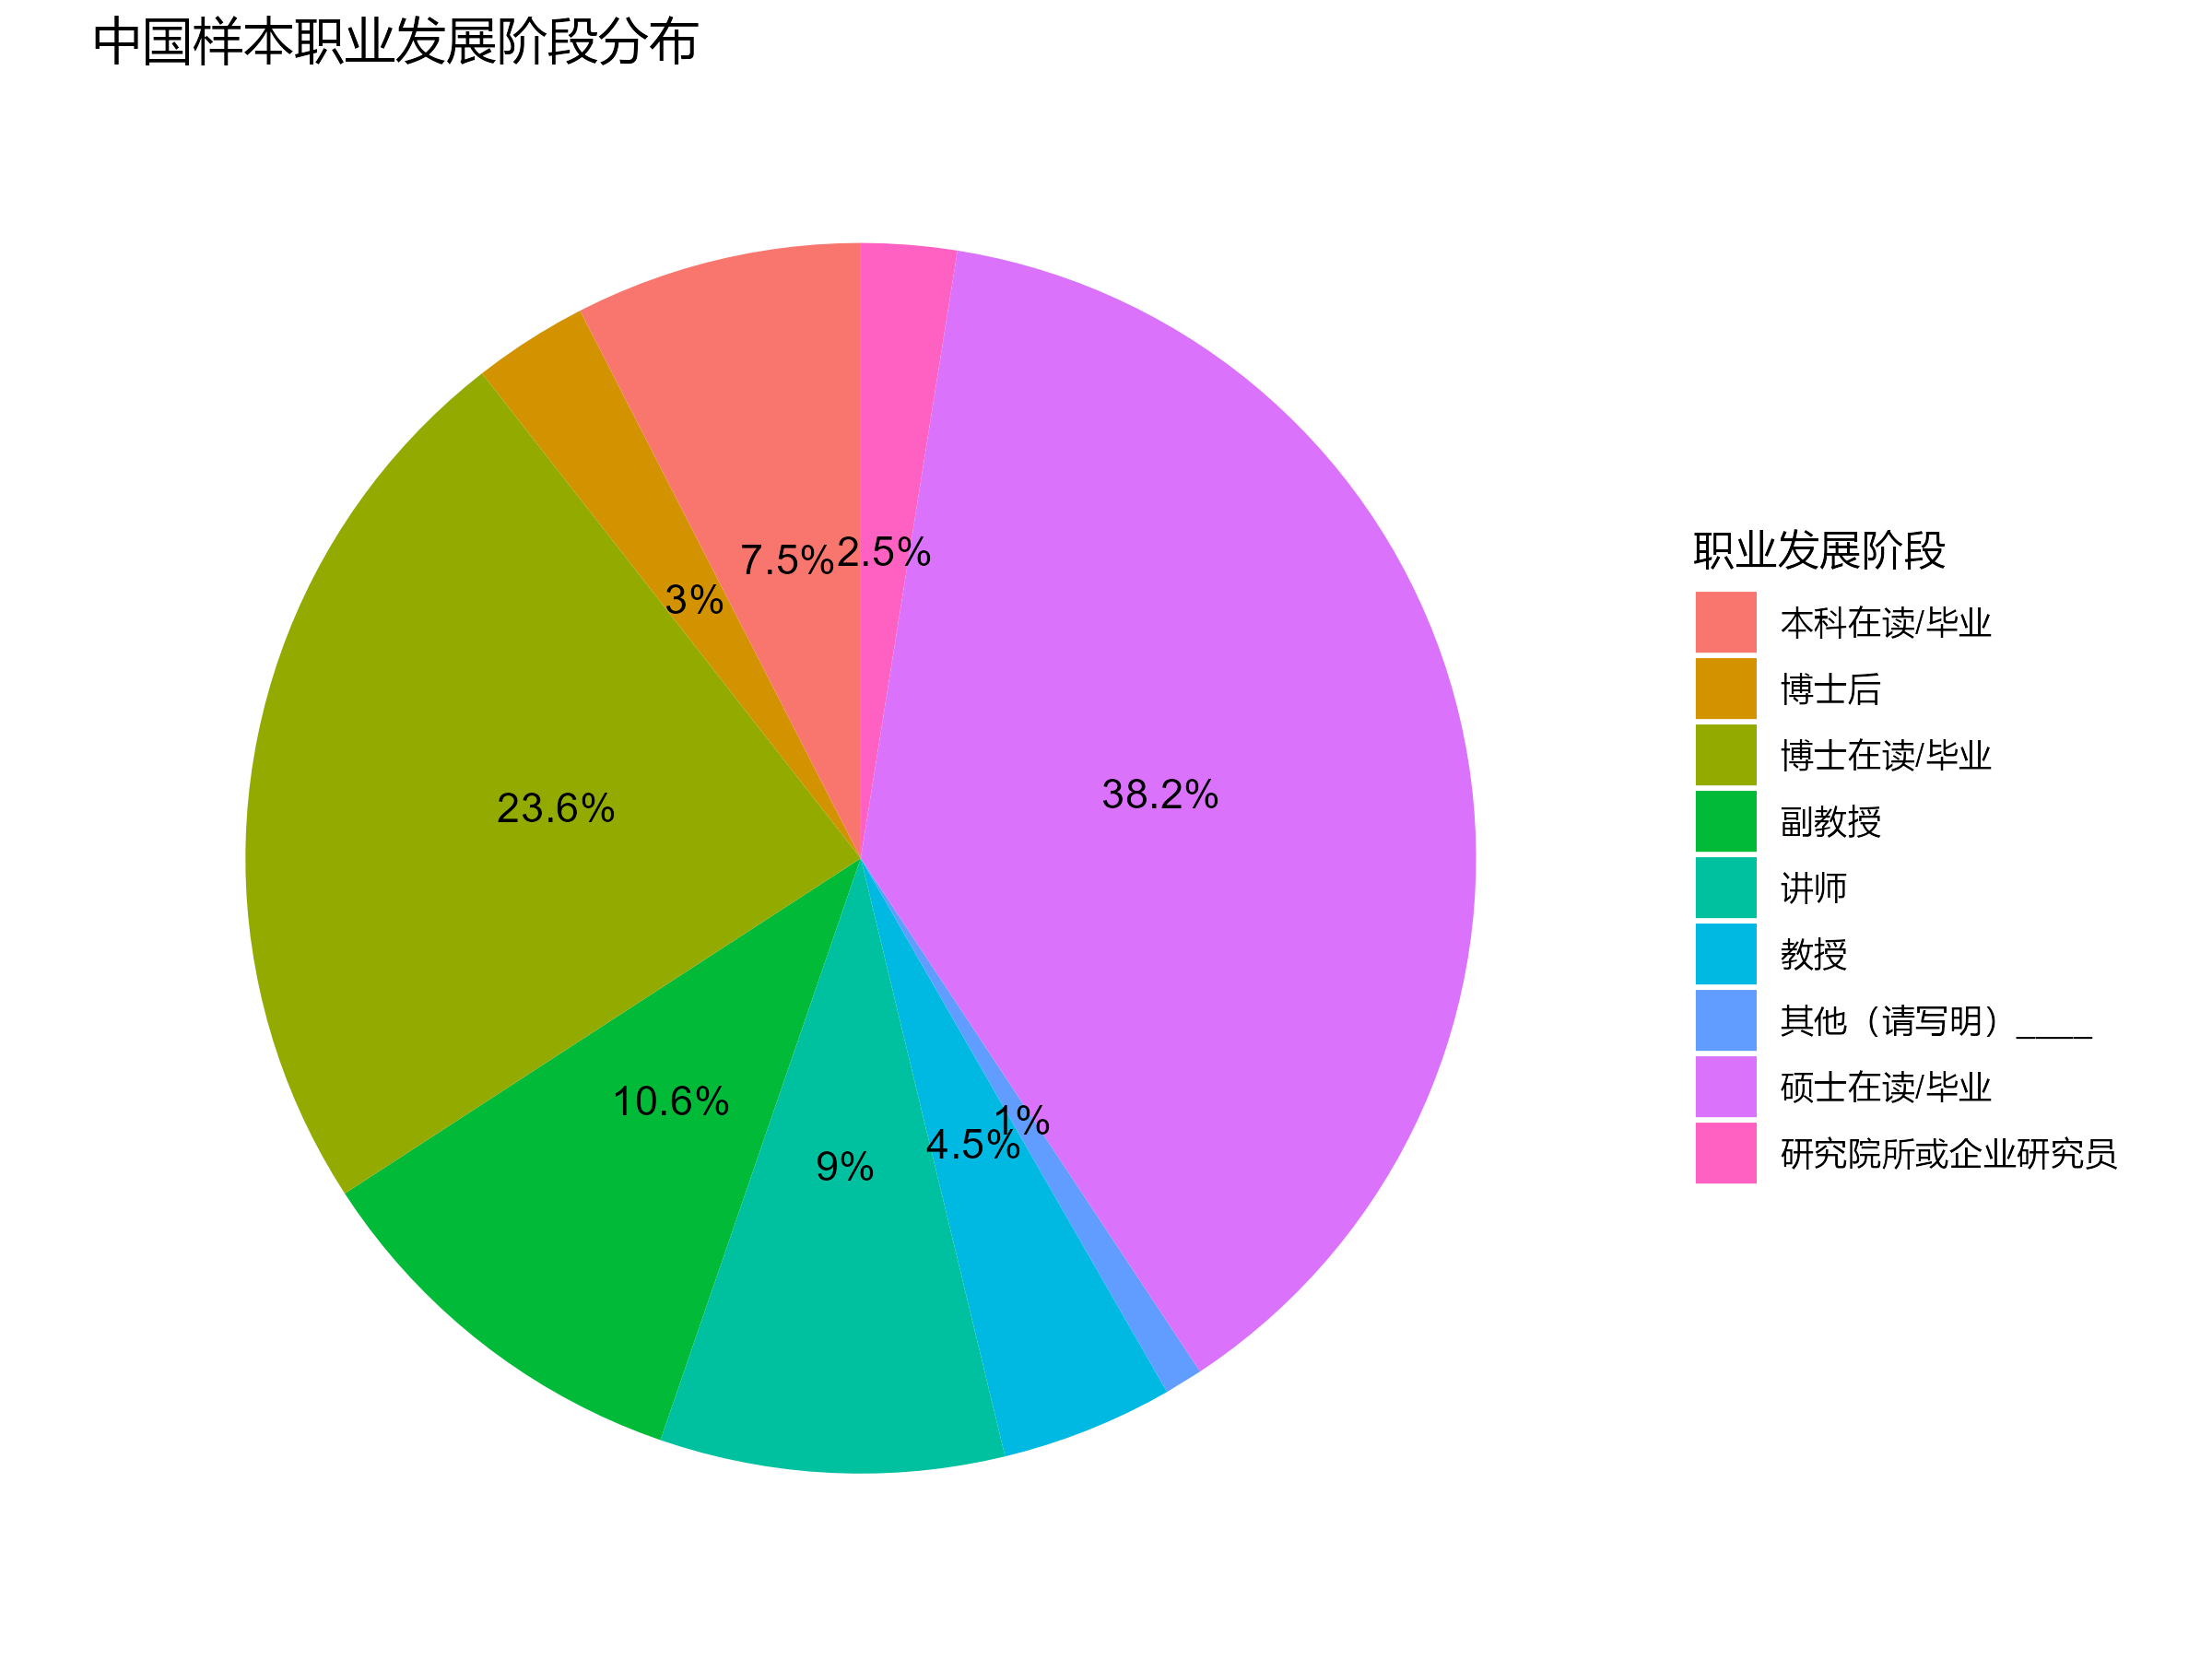 中国样本职业发展阶段分布
7.5%
2.5%
3%
38.2%
23.6%
10.6%
1%
4.5%
9%
职业发展阶段
本科在读/毕业
博士后
博士在读/毕业
副教授
讲师
教授
其他（请写明）____
硕士在读/毕业
研究院所或企业研究员